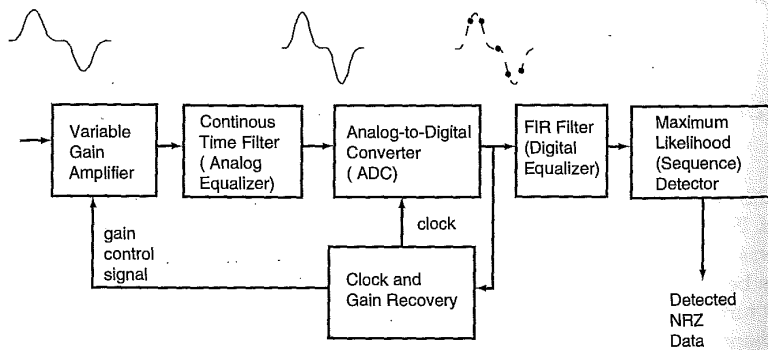 Variable
Gain
Amplifier
Continous
Time Filter
( Analog
Equalizer)
Analog-to-Digital
Converter
( ADC)
FIR Filter
(Digital
Equalizer)
Maximum
Likelihood
(Sequence)
Detector
gain
control
signal
clock
Clock and
Gain Recovery
Detected
NRZ
Data